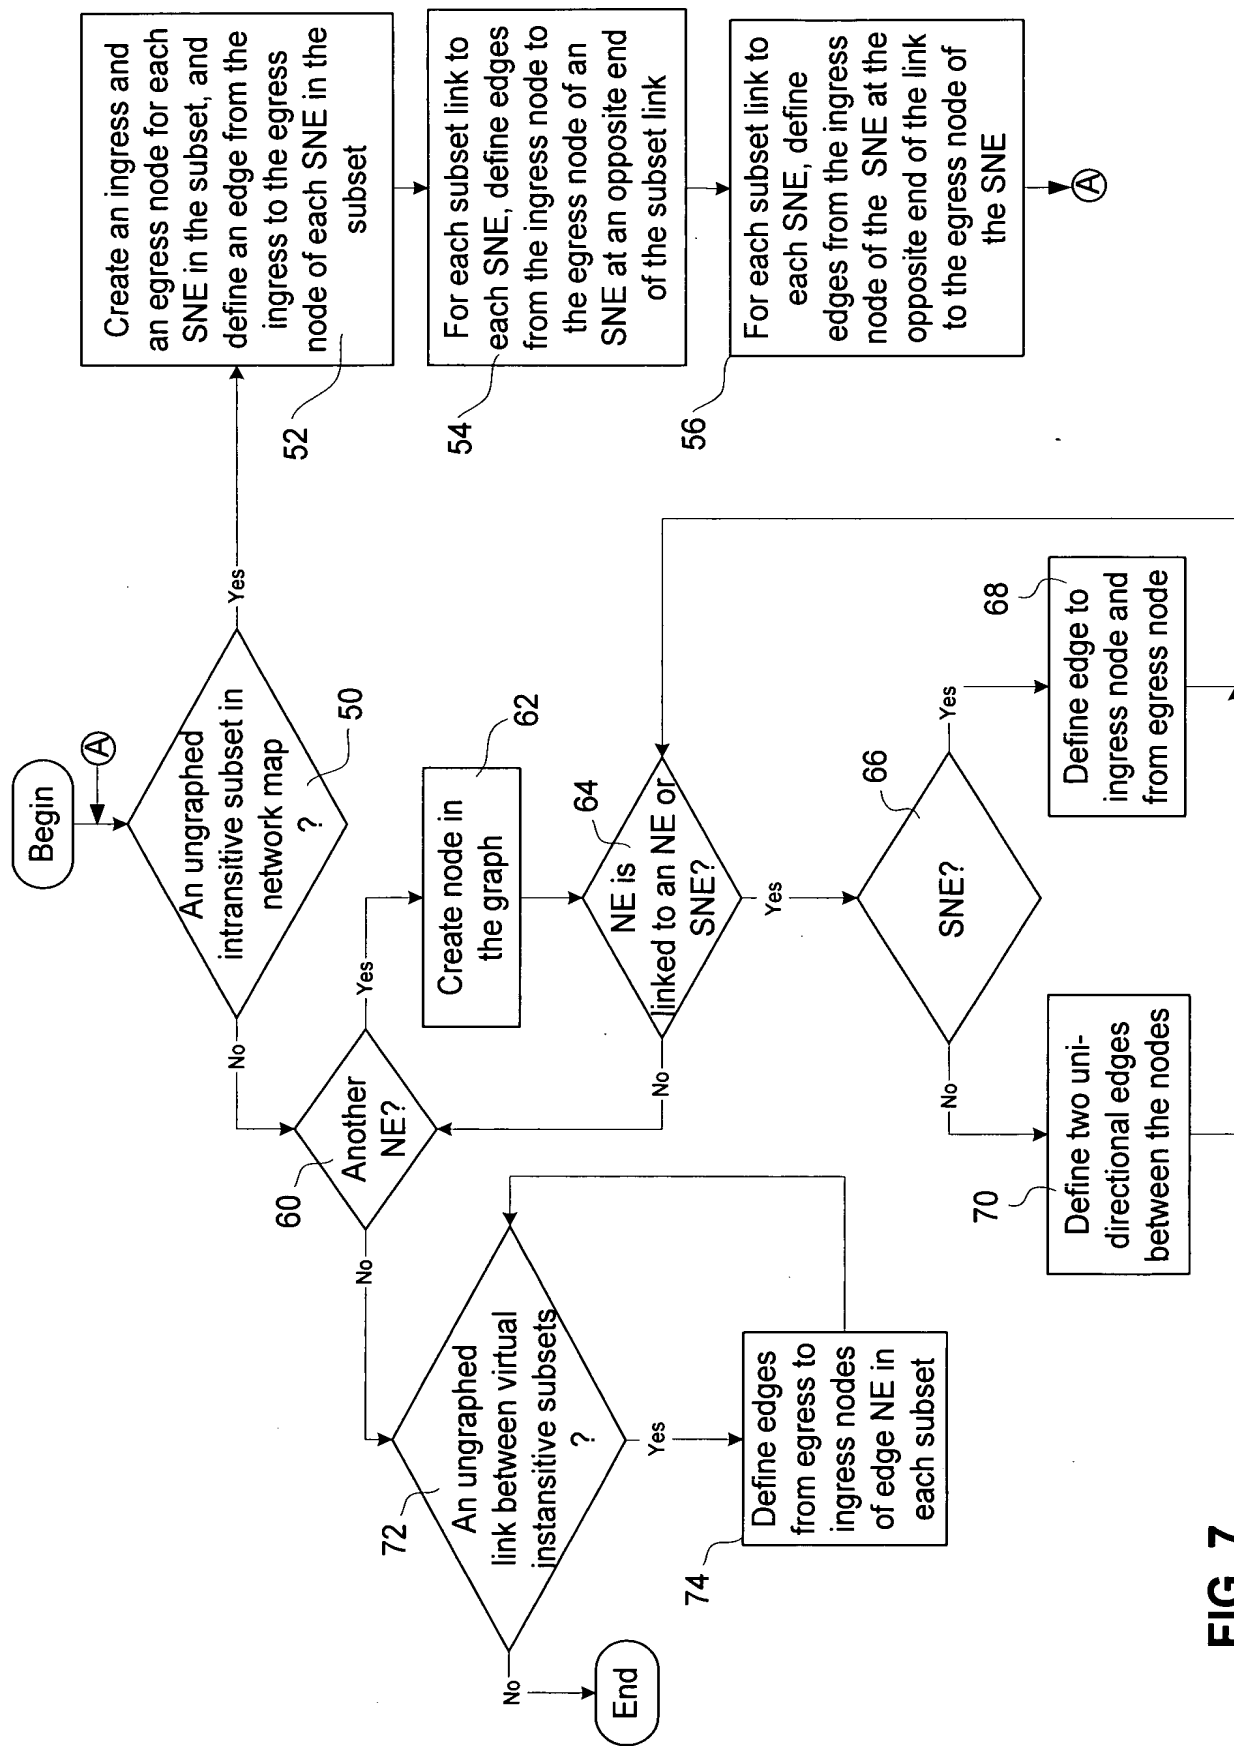 Begin
A
An ungraphed
intransitive subset in
network map
?
50
Yes
No
Create an ingress and
an egress node for each
SNE in the subset, and
define an edge from the
ingress to the egress
node of each SNE in the
subset
52
For each subset link to
each SNE, define edges
from the ingress node to
the egress node of an
SNE at an opposite end
of the subset link
54
For each subset link to
each SNE, define
edges from the ingress
node of the SNE at the
opposite end of the link
to the egress node of
the SNE
56
A
Another
NE?
60
Yes
No
Create node in
the graph
62
NE is
linked to an NE or
SNE?
64
No
Yes
SNE?
66
Yes
No
Define edge to
ingress node and
from egress node
68
Define two uni-
directional edges
between the nodes
70
An ungraphed
link between virtual
instansitive subsets
?
72
Yes
No
Define edges
from egress to
ingress nodes
of edge NE in
each subset
74
End
FIG. 7